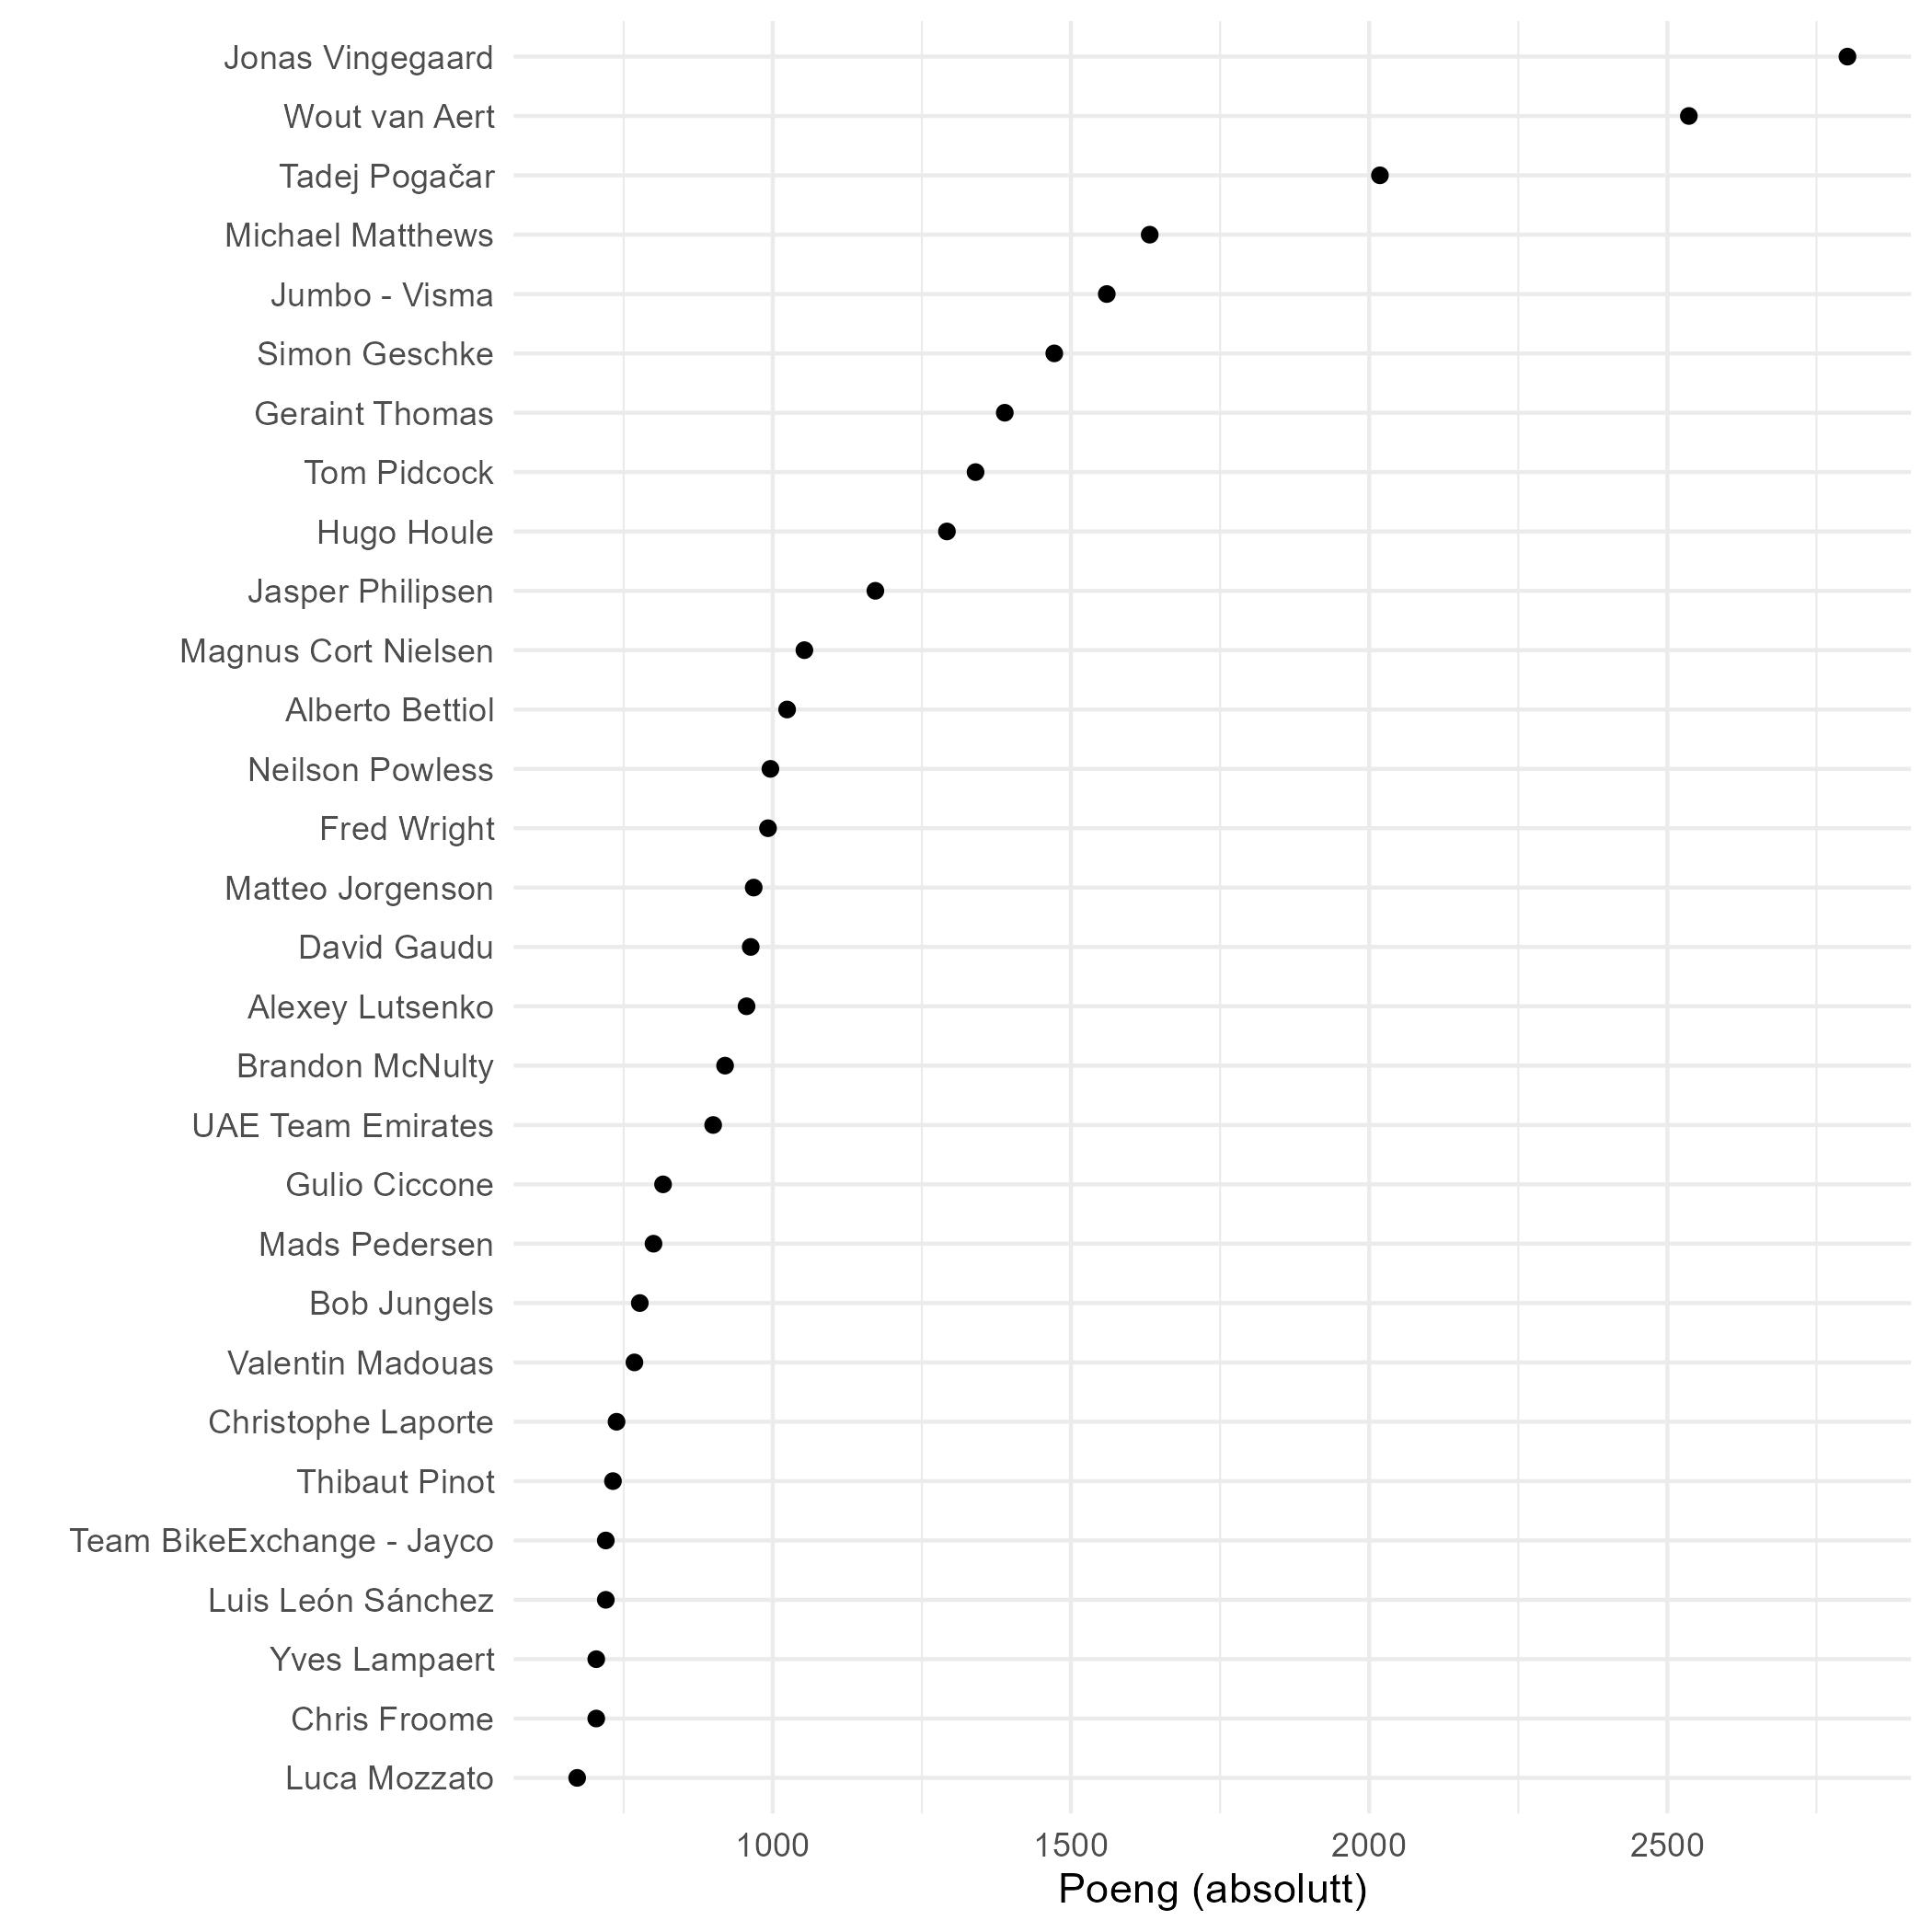 Jonas Vingegaard
Wout van Aert
Tadej Pogačar
Michael Matthews
Jumbo - Visma
Simon Geschke
Geraint Thomas
Tom Pidcock
Hugo Houle
Jasper Philipsen
Magnus Cort Nielsen
Alberto Bettiol
Neilson Powless
Fred Wright
Matteo Jorgenson
David Gaudu
Alexey Lutsenko
Brandon McNulty
UAE Team Emirates
Gulio Ciccone
Mads Pedersen
Bob Jungels
Valentin Madouas
Christophe Laporte
Thibaut Pinot
Team BikeExchange - Jayco
Luis León Sánchez
Yves Lampaert
Chris Froome
Luca Mozzato
1000 1500 2000 2500
Poeng (absolutt)